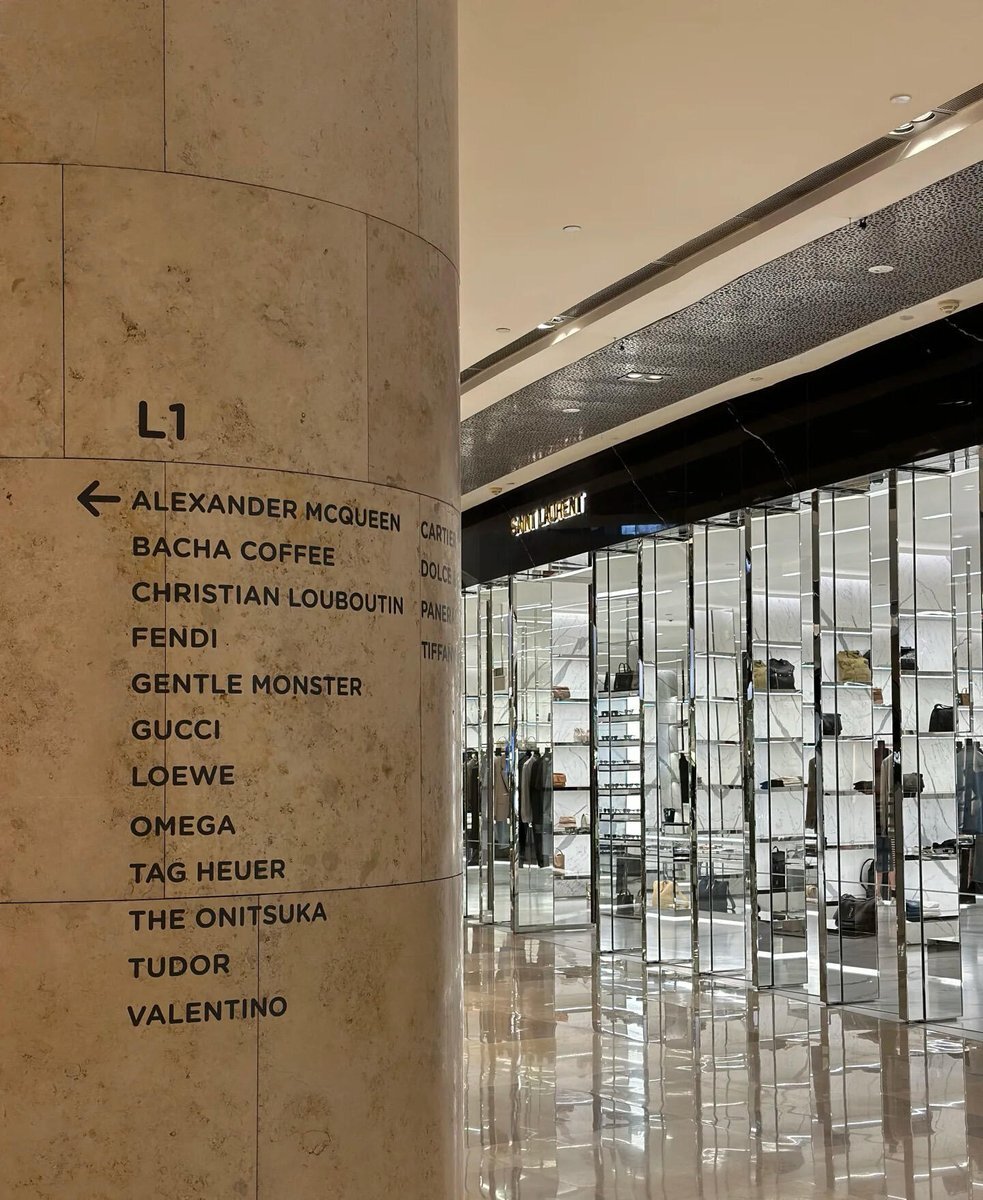 L1
← ALEXANDER MCQUEEN
BACHA COFFEE
CHRISTIAN LOUBOUTIN
FENDI
GENTLE MONSTER
GUCCI
LOEWE
OMEGA
TAG HEUER
THE ONITSUKA
TUDOR
VALENTINO
DOLCE
SAINT LAURENT